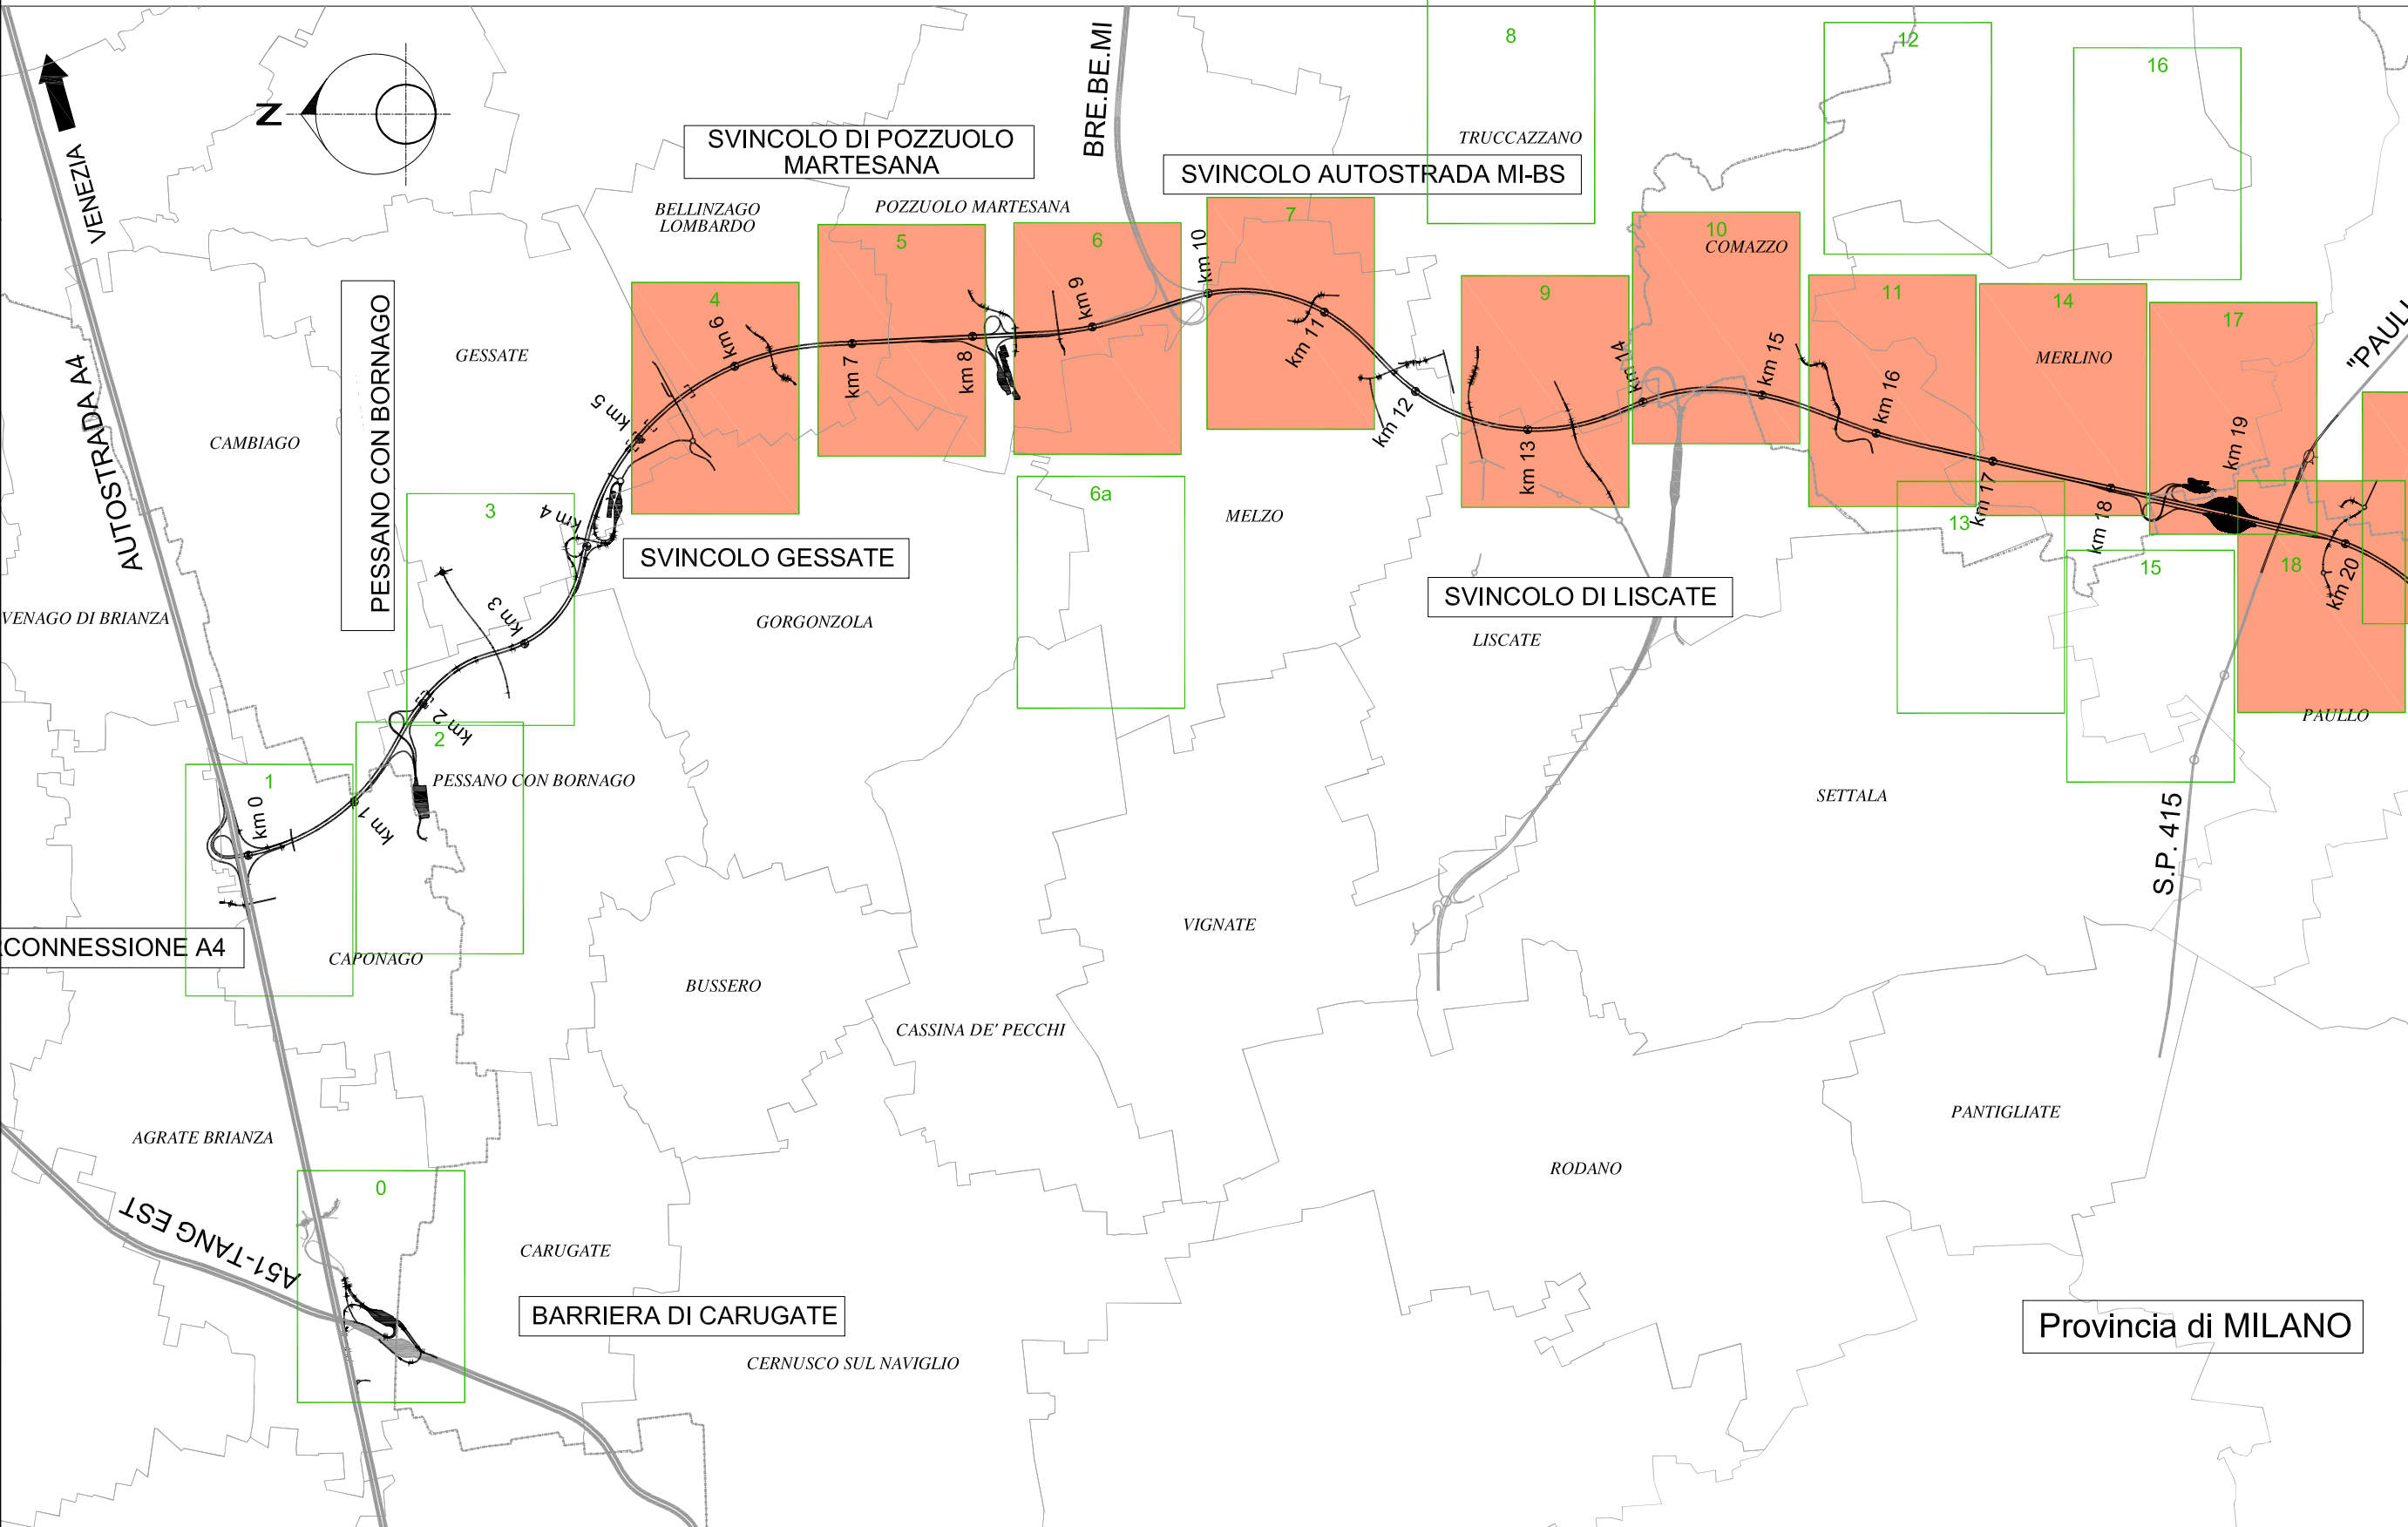 8
12
16
BRE.BE.MI
N
VENEZIA
SVINCOLO DI POZZUOLO
MARTESANA
TRUCCAZZANO
SVINCOLO AUTOSTRADA MI-BS
BELLINZAGO
LOMBARDO
POZZUOLO MARTESANA
7
5
6
10
COMAZZO
km 10
4
9
11
14
17
km 9
km 6
km 11
"PAUL
PESSANO CON BORNAGO
GESSATE
AUTOSTRADA A4
km 7
km 8
km 14
km 15
MERLINO
km 5
km 12
km 16
CAMBIAGO
km 13
km 19
3
6a
km 4
MELZO
13
km 17
km 18
SVINCOLO GESSATE
15
18
km 20
SVINCOLO DI LISCATE
VENAGO DI BRIANZA
km 3
GORGONZOLA
LISCATE
km 2
2
PAULLO
1
PESSANO CON BORNAGO
km 0
km 1
SETTALA
S.P. 415
RCONNESSIONE A4
CAPONAGO
VIGNATE
BUSSERO
CASSINA DE' PECCHI
AGRATE BRIANZA
PANTIGLIATE
RODANO
0
A51-TANG EST
CARUGATE
BARRIERA DI CARUGATE
Provincia di MILANO
CERNUSCO SUL NAVIGLIO